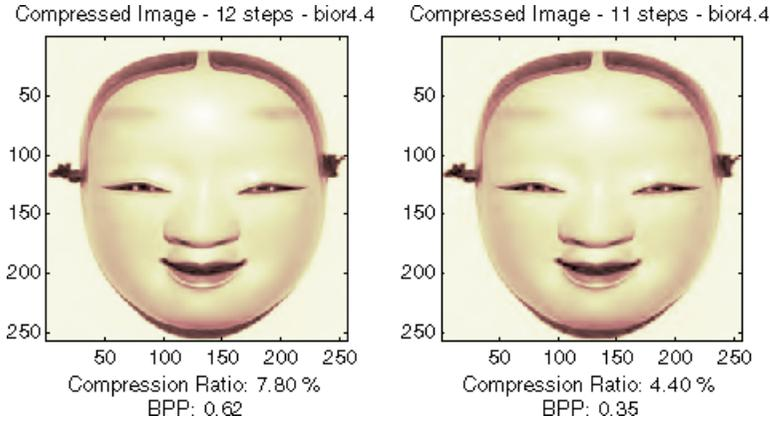 Compressed Image - 12 steps - bior4.4
50
100
150
200
250
50 100 150 200 250
Compression Ratio: 7.80 %
BPP: 0.62
Compressed Image - 11 steps - bior4.4
50
100
150
200
250
50 100 150 200 250
Compression Ratio: 4.40 %
BPP: 0.35